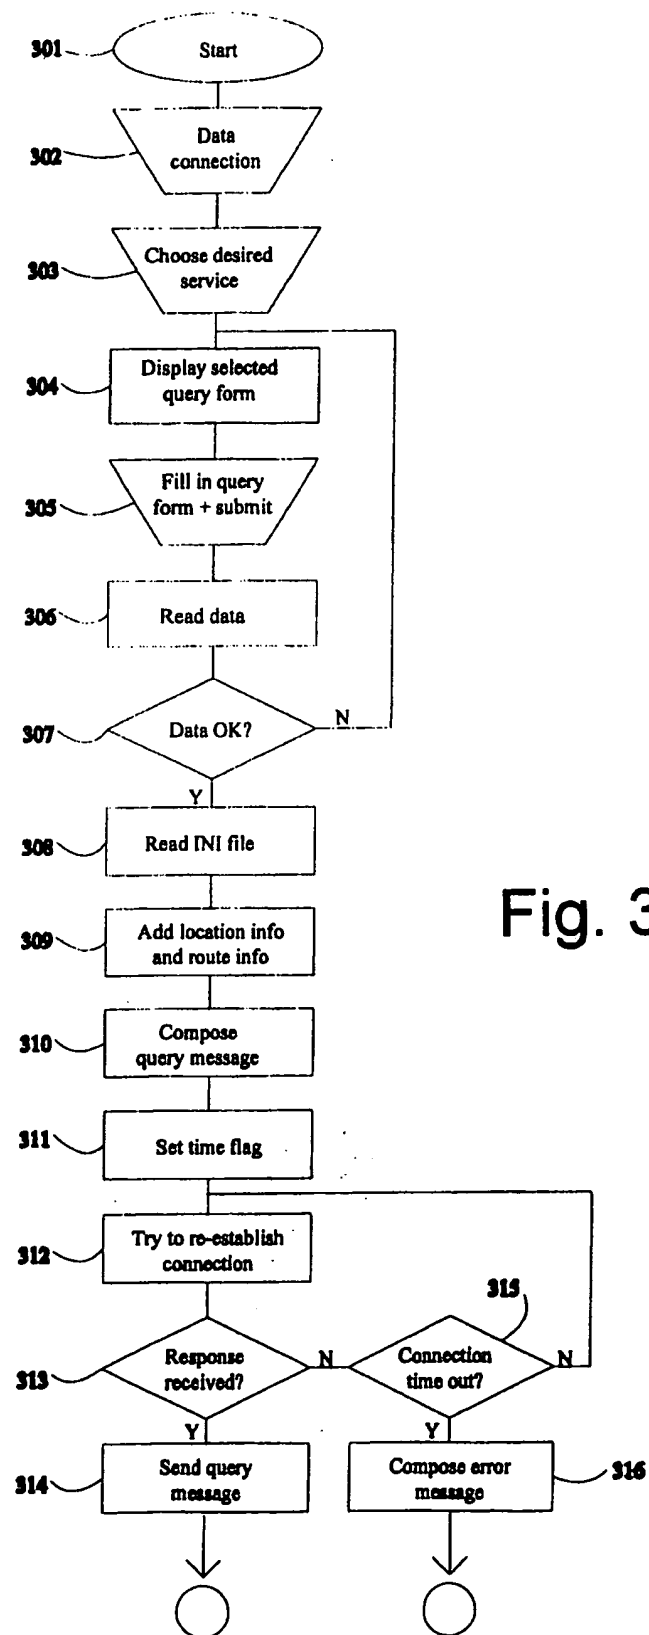 301
Start
302
Data
connection
303
Choose desired
service
304
Display selected
query form
305
Fill in query
form + submit
306
Read data
307
Data OK?
N
Y
308
Read INI file
309
Add location info
and route info
Fig. 3
310
Compose
query message
311
Set time flag
312
Try to re-establish
connection
315
313
Response
received?
N
Connection
time out?
N
Y
Y
314
Send query
message
Compose error
message
316